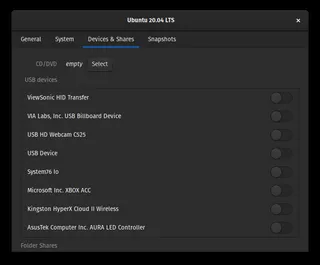 Ubuntu 20.04 LTS
General System Devices & Shares Snapshots
CD/DVD empty Select
USB devices
ViewSonic HID Transfer
VIA Labs, Inc. USB Billboard Device
USB HD Webcam CS25
USB Device
System76 Io
Microsoft Inc. XBOX ACC
Kingston HyperX Cloud II Wireless
AsusTek Computer Inc. AURA LED Controller
Folder Shares